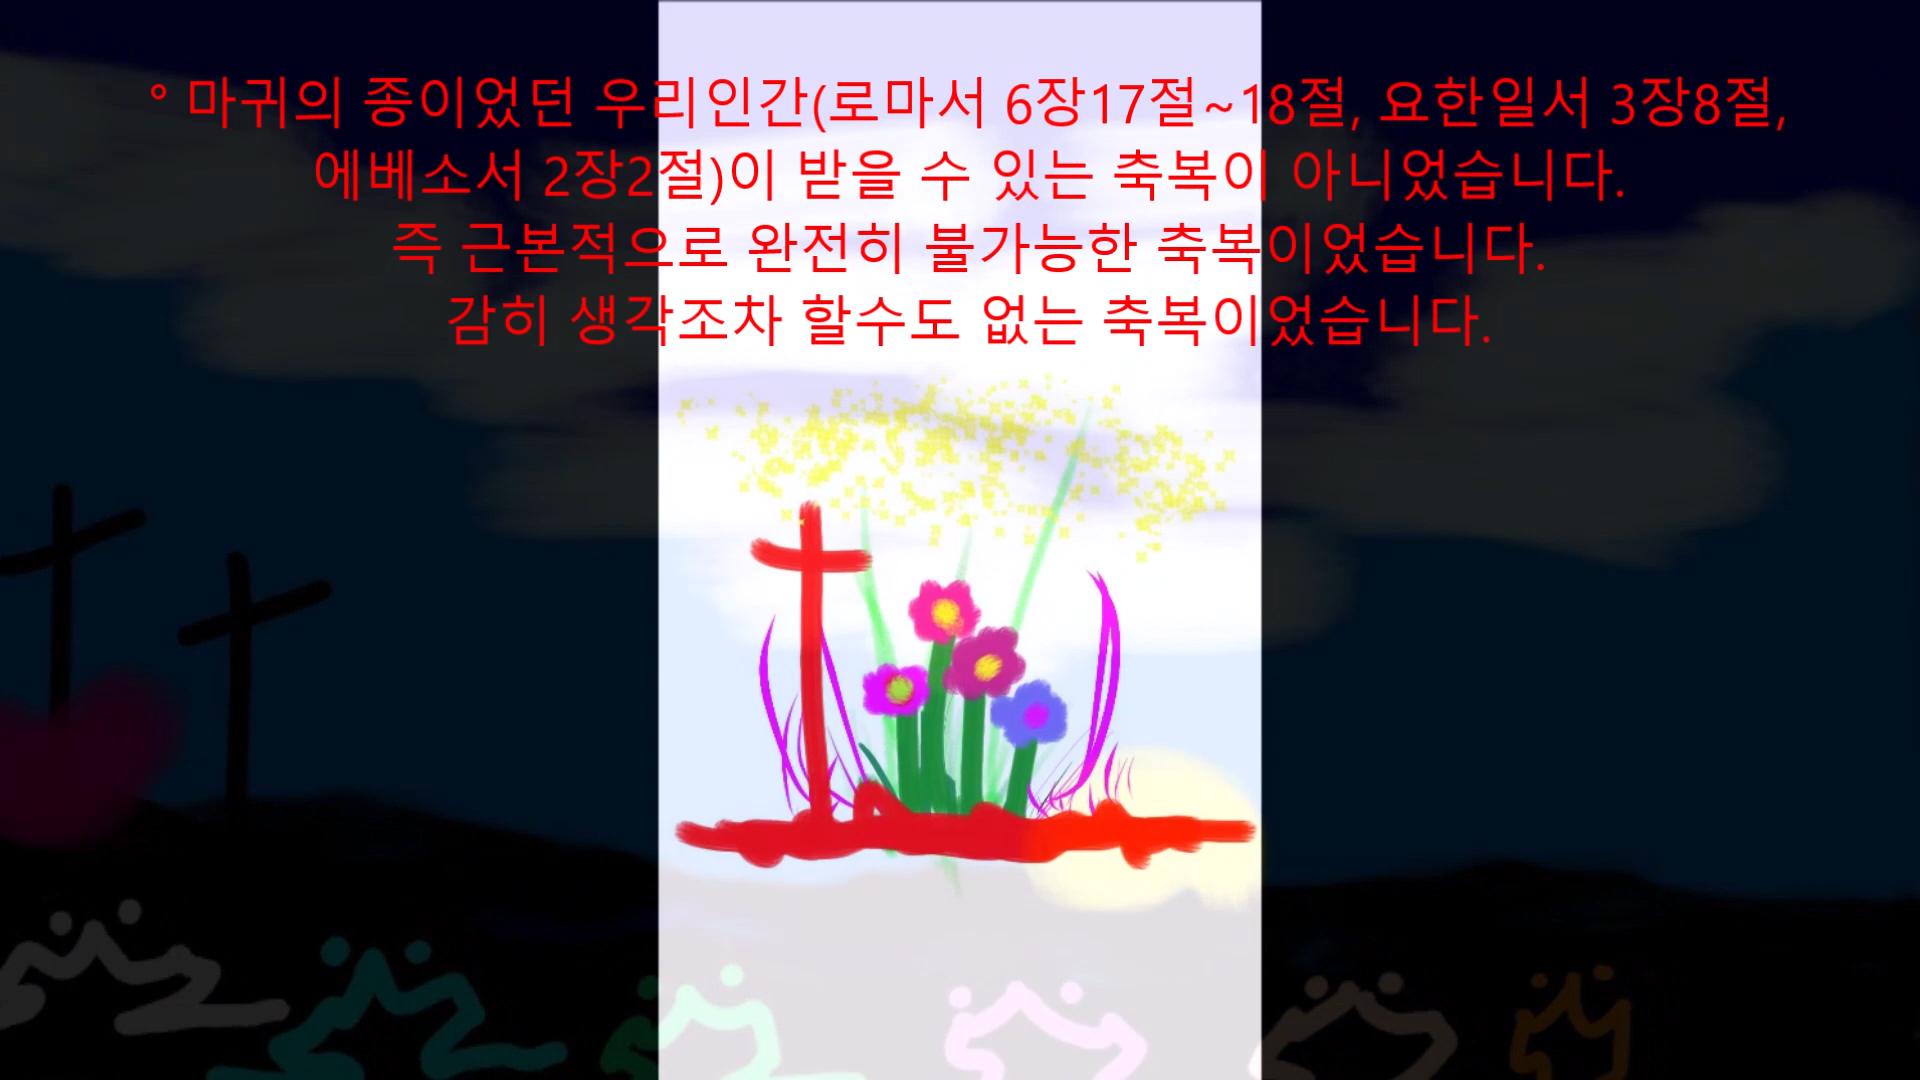 ° 마귀의 종이었던 우리인간(로마서 6장17절~18절, 요한일서 3장8절,
에베소서 2장2절)이 받을 수 있는 축복이 아니었습니다.
즉 근본적으로 완전히 불가능한 축복이었습니다.
감히 생각조차 할수도 없는 축복이었습니다.